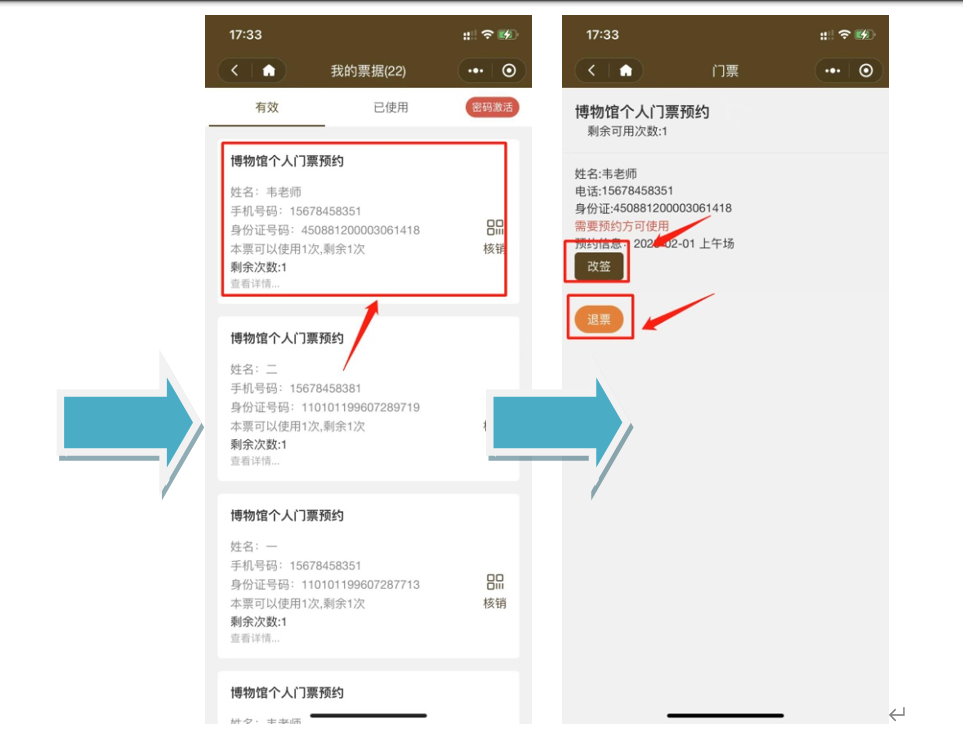 17:33
我的票据(22)
有效
已使用
密码激活
博物馆个人门票预约
姓名：韦老师
手机号码：15678458351
身份证号码：450881200003061418
本票可以使用1次,剩余1次
剩余次数:1
查看详情...
核销
博物馆个人门票预约
姓名：二
手机号码：15678458381
身份证号码：110101199607289719
本票可以使用1次,剩余1次
剩余次数:1
查看详情...
博物馆个人门票预约
姓名：一
手机号码：15678458351
身份证号码：110101199607287713
本票可以使用1次,剩余1次
剩余次数:1
查看详情...
核销
博物馆个人门票预约
姓名：韦老师
17:33
门票
博物馆个人门票预约
剩余可用次数:1
姓名:韦老师
电话:15678458351
身份证:450881200003061418
需要预约方可使用
预约信息：202 02-01 上午场
改签
退票